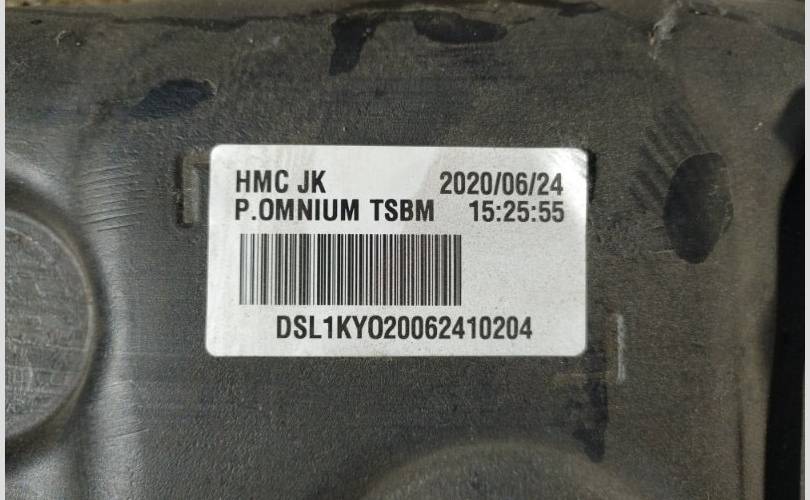 HMC JK 2020/06/24
P.OMNIUM TSBM 15:25:55
DSL1KYO20062410204